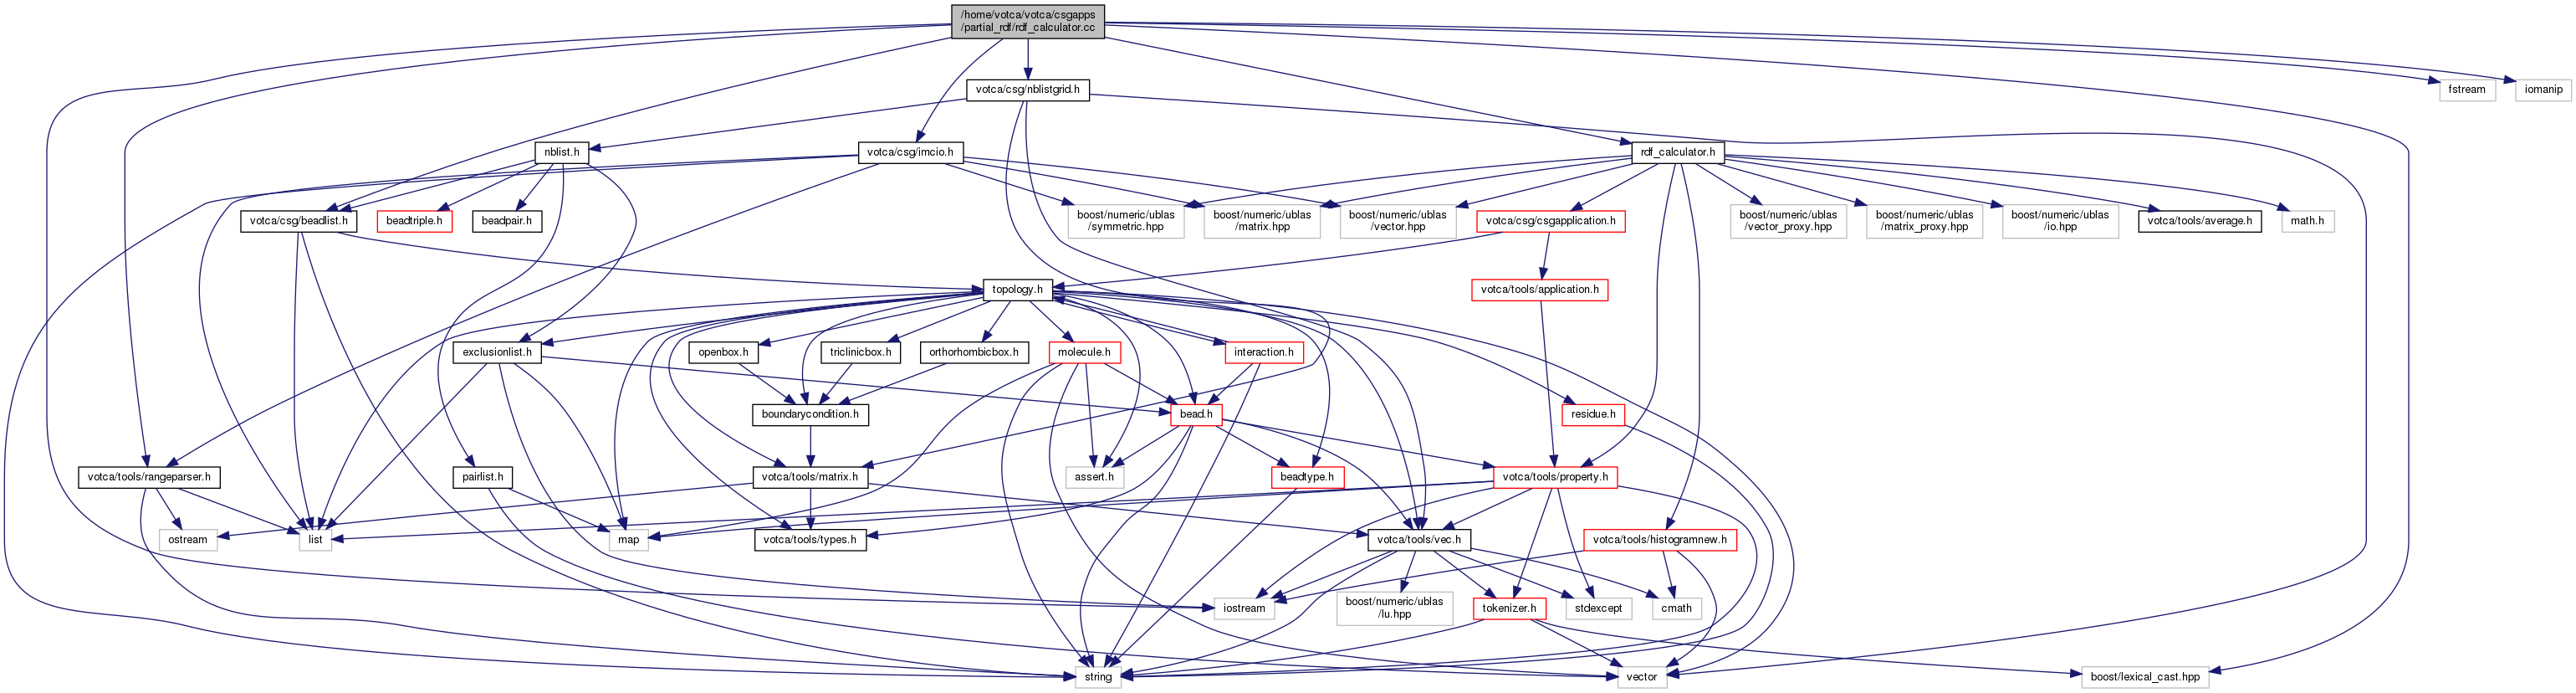 /home/votca/votca/csgapps
/partial_rdf/rdf_calculator.cc
votca/csg/nblistgrid.h
fstream
iomanip
nblist.h
votca/csg/imcio.h
rdf_calculator.h
votca/csg/beadlist.h
beadtriple.h
beadpair.h
boost/numeric/ublas
/symmetric.hpp
boost/numeric/ublas
/matrix.hpp
boost/numeric/ublas
/vector.hpp
votca/csg/csgapplication.h
boost/numeric/ublas
/vector_proxy.hpp
boost/numeric/ublas
/matrix_proxy.hpp
boost/numeric/ublas
/io.hpp
votca/tools/average.h
math.h
topology.h
votca/tools/application.h
exclusionlist.h
openbox.h
triclinicbox.h
orthorhombicbox.h
molecule.h
interaction.h
boundarycondition.h
bead.h
residue.h
votca/tools/rangeparser.h
pairlist.h
votca/tools/matrix.h
assert.h
beadtype.h
votca/tools/property.h
ostream
list
map
votca/tools/types.h
votca/tools/vec.h
votca/tools/histogramnew.h
iostream
boost/numeric/ublas
/lu.hpp
tokenizer.h
stdexcept
cmath
string
vector
boost/lexical_cast.hpp